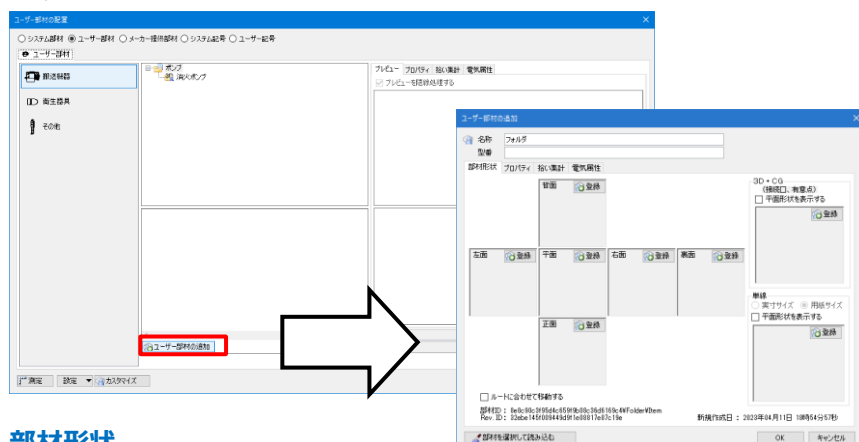 ユーザー部材の配置
システム部材 ユーザー部材 メーカー提供部材 システム記号 ユーザー記号
ユーザー部材
搬送機器
衛生器具
その他
ポンプ
消火ポンプ
プレビュー プロパティ 拾い集計 電気属性
プレビューを隠線処理する
ユーザー部材の追加
測定 設定 カスタマイズ
ユーザー部材の追加
名称 フォルダ
型番
部材形状 プロパティ 拾い集計 電気属性
背面 登録
左面 登録 平面 登録 右面 登録 裏面 登録
正面 登録
3D・CG
(接続口、有意点)
平面形状を表示する
登録
単線
実寸サイズ 用紙サイズ
平面形状を表示する
登録
ルートに合わせて移動する
部材ID :
Rev. ID :
新規作成日 : 2023年04月11日 18時54分57秒
部材を選択して読み込む
OK キャンセル
部材形状